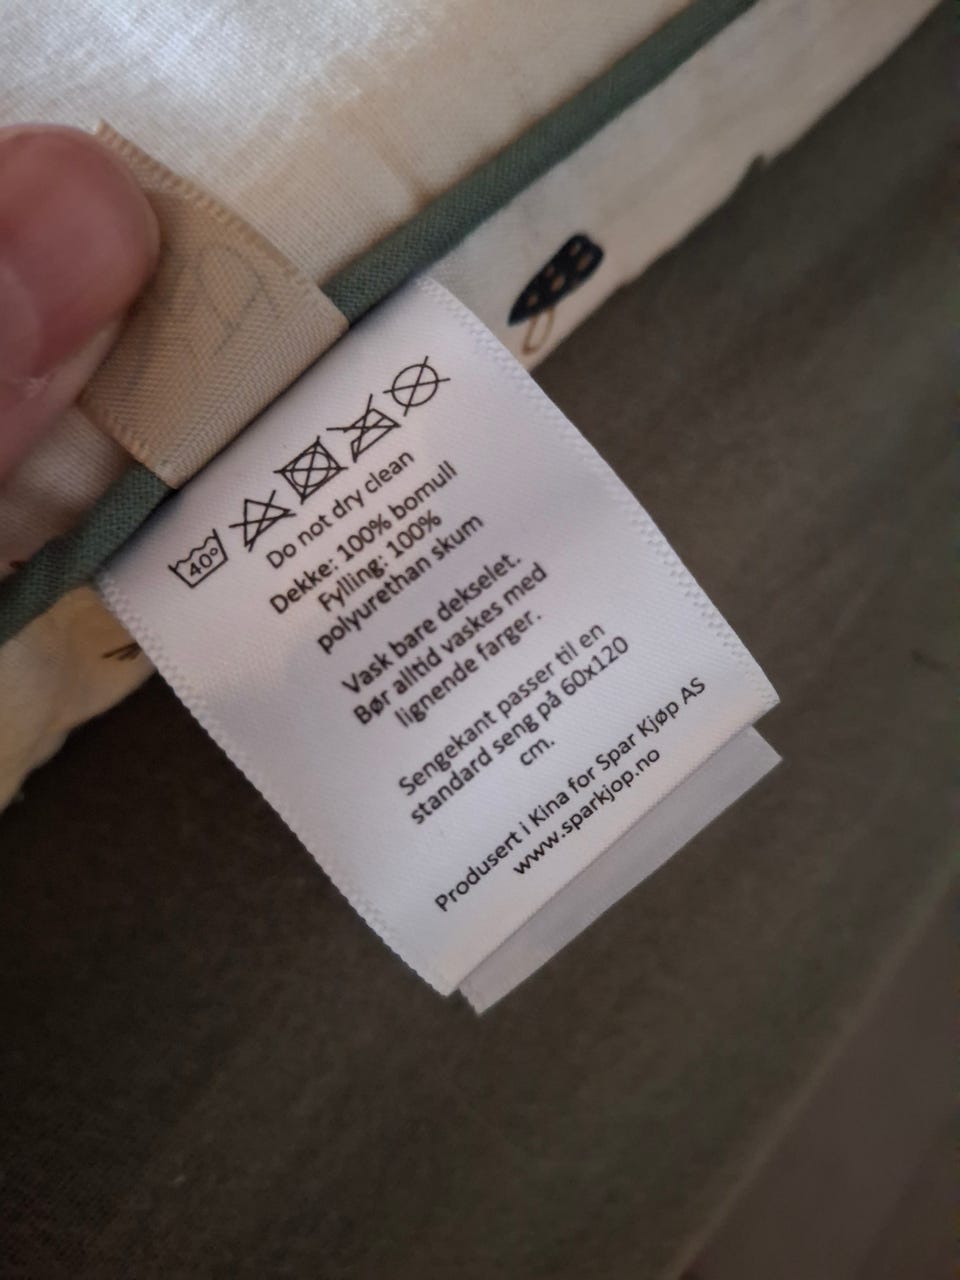 40°
Do not dry clean
Dekke: 100% bomull
Fylling: 100%
polyurethan skum
Vask bare dekselet.
Bør alltid vaskes med
lignende farger.
Sengekant passer til en
standard seng på 60x120
cm.
Produsert i Kina for Spar Kjøp AS
www.sparkjop.no